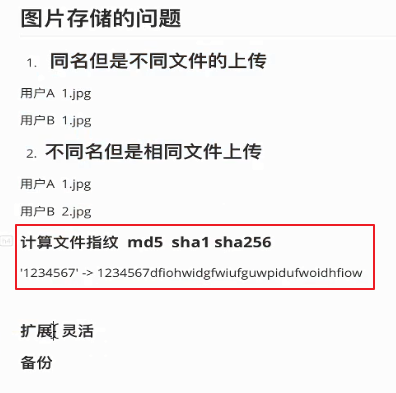 图片存储的问题
1. 同名但是不同文件的上传
用户A 1.jpg
用户B 1.jpg
2. 不同名但是相同文件上传
用户A 1.jpg
用户B 2.jpg
计算文件指纹 md5 sha1 sha256
'1234567' -> 1234567dfiohwidgfwiufguwpidufwoidhfiow
扩展 灵活
备份